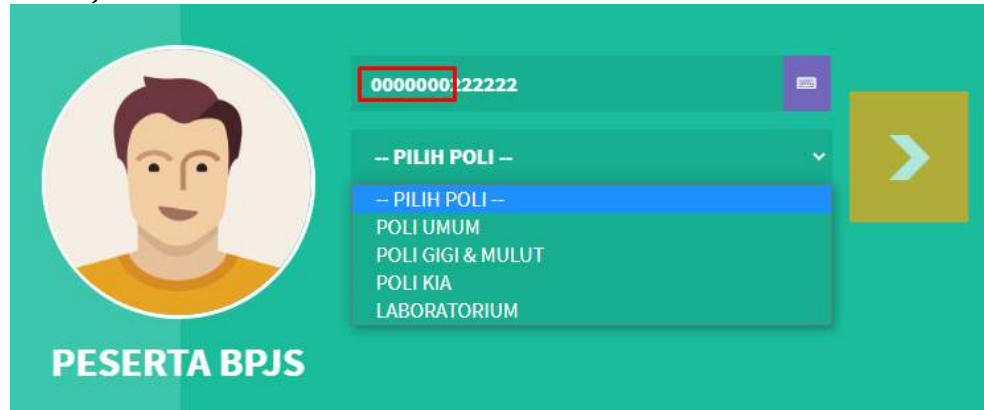 0000000222222
-- PILIH POLI --
-- PILIH POLI --
POLI UMUM
POLI GIGI & MULUT
POLI KIA
LABORATORIUM
PESERTA BPJS